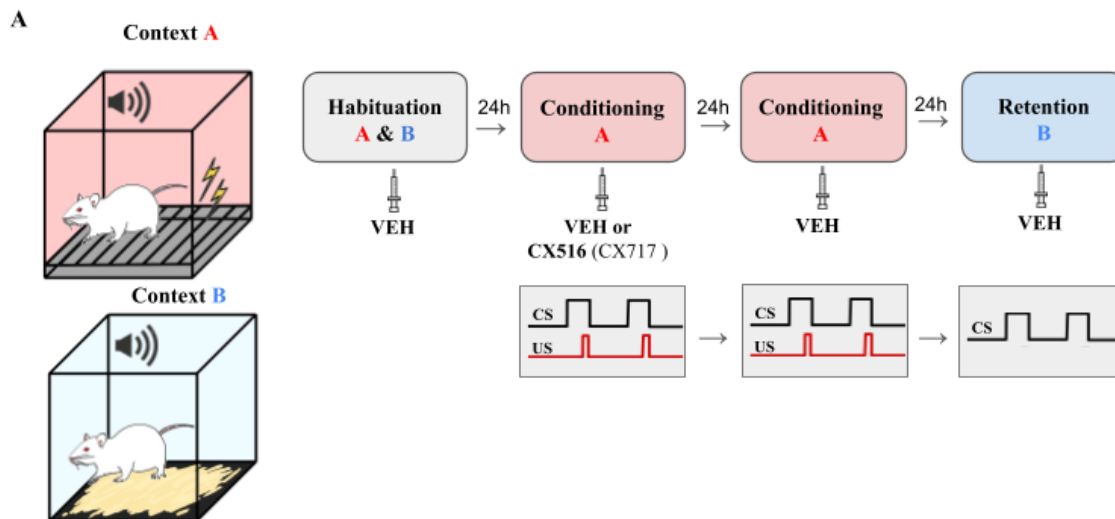 A
Context A
Context B
Habituation
A & B
24h
Conditioning
A
24h
Conditioning
A
24h
Retention
B
VEH
VEH or
CX516 (CX717 )
VEH
VEH
CS
US
CS
US
CS